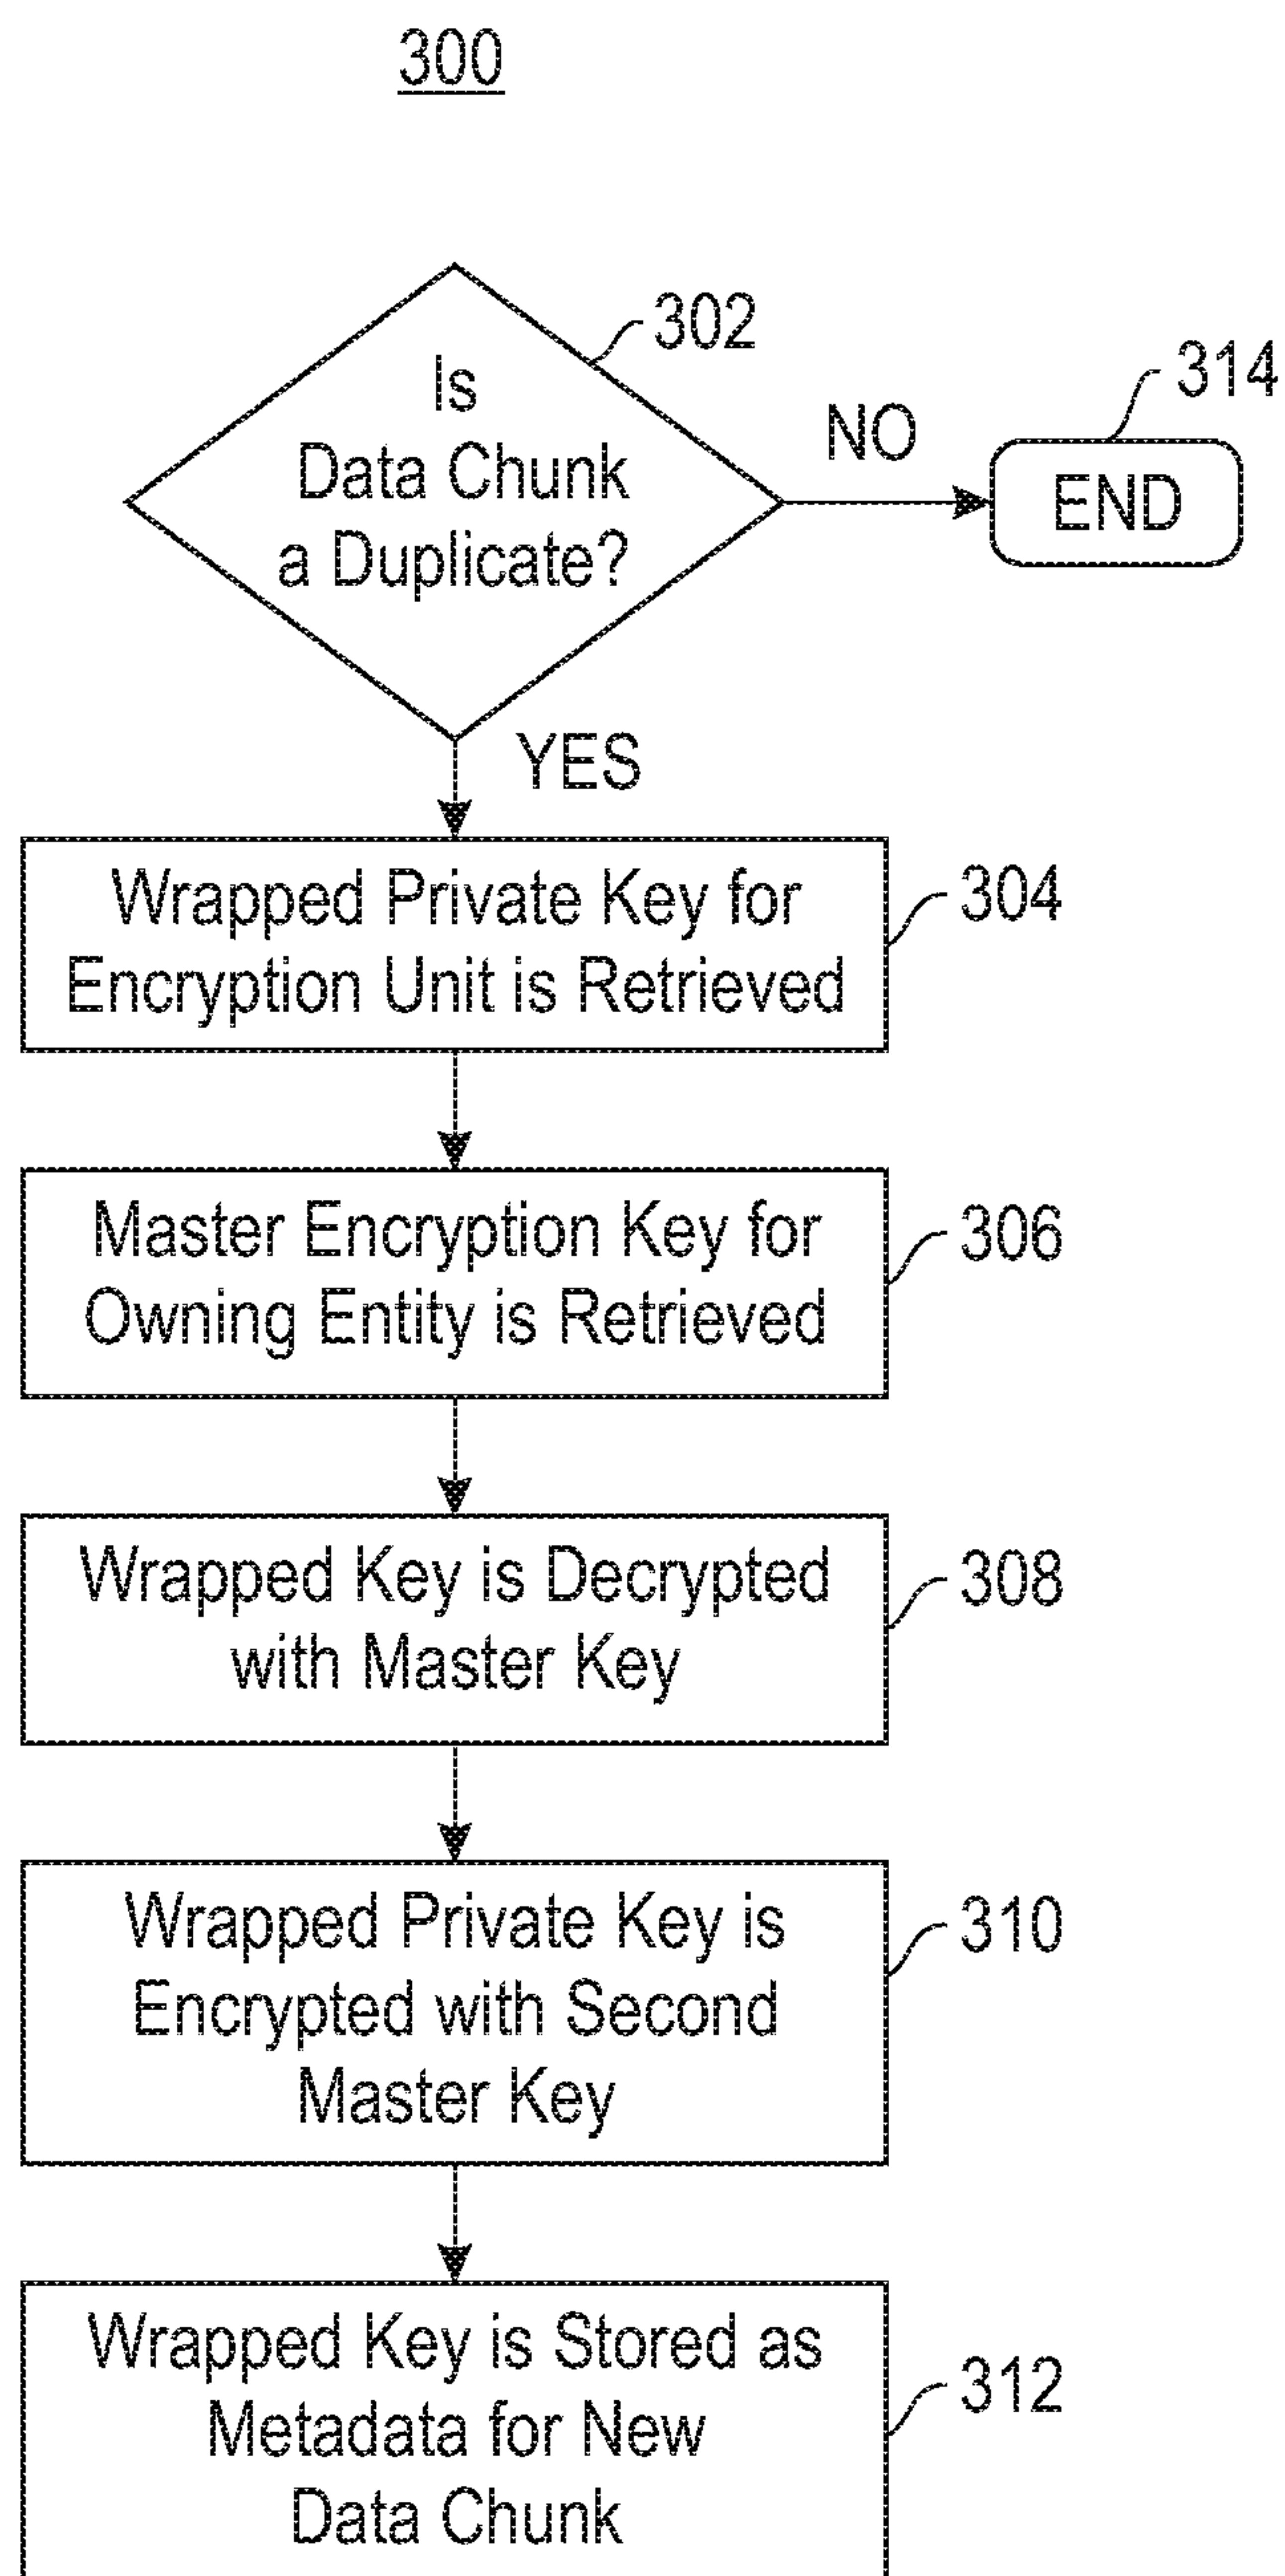 300
Is
Data Chunk
a Duplicate?
302
NO
314
END
YES
Wrapped Private Key for
Encryption Unit is Retrieved
304
Master Encryption Key for
Owning Entity is Retrieved
306
Wrapped Key is Decrypted
with Master Key
308
Wrapped Private Key is
Encrypted with Second
Master Key
310
Wrapped Key is Stored as
Metadata for New
Data Chunk
312